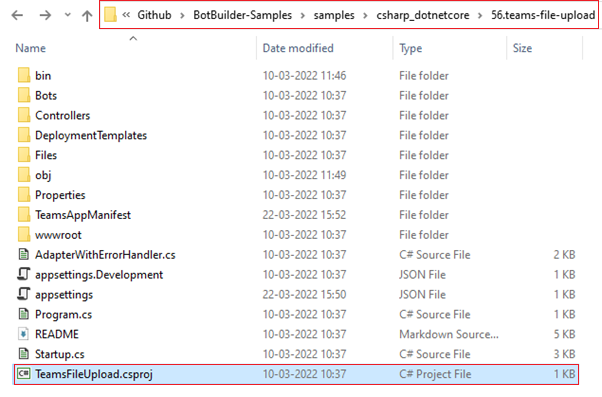 « Github > BotBuilder-Samples > samples > csharp_dotnetcore > 56.teams-file-upload
Name Date modified Type Size
bin 10-03-2022 11:46 File folder
Bots 10-03-2022 10:37 File folder
Controllers 10-03-2022 10:37 File folder
DeploymentTemplates 10-03-2022 10:37 File folder
Files 10-03-2022 10:37 File folder
obj 10-03-2022 11:49 File folder
Properties 10-03-2022 10:37 File folder
TeamsAppManifest 22-03-2022 15:52 File folder
wwwroot 10-03-2022 10:37 File folder
AdapterWithErrorHandler.cs 10-03-2022 10:37 C# Source File 2 KB
appsettings.Development 10-03-2022 10:37 JSON File 1 KB
appsettings 22-03-2022 15:50 JSON File 1 KB
Program.cs 10-03-2022 10:37 C# Source File 1 KB
README 10-03-2022 10:37 Markdown Source... 5 KB
Startup.cs 10-03-2022 10:37 C# Source File 3 KB
C# TeamsFileUpload.csproj 10-03-2022 10:37 C# Project File 1 KB